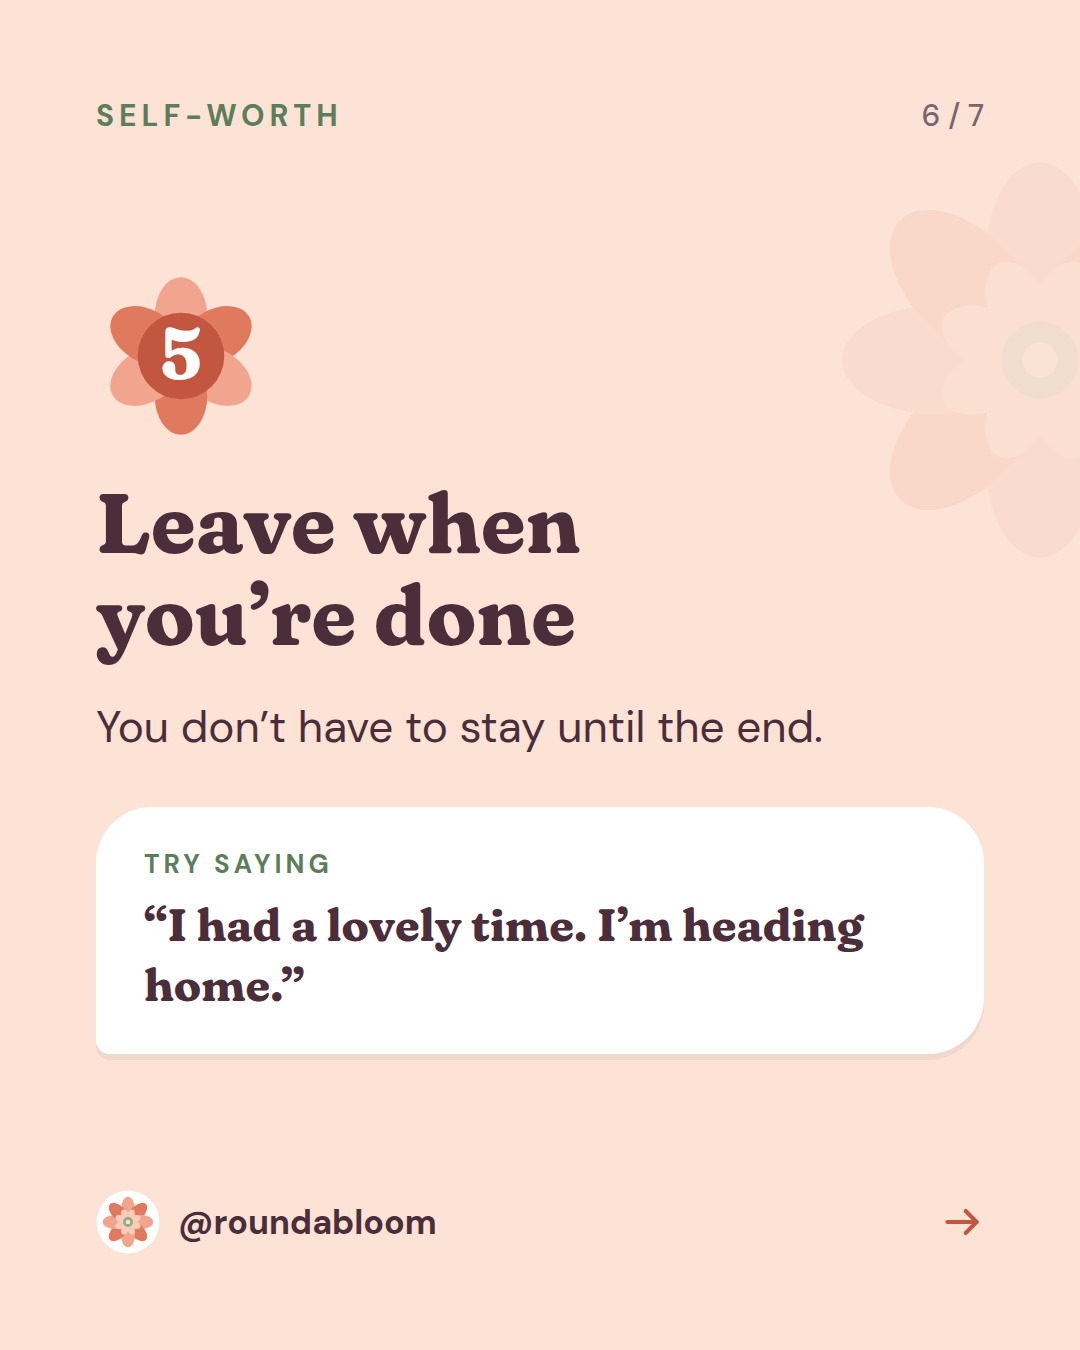 SELF-WORTH
6 / 7
5
Leave when
you’re done
You don’t have to stay until the end.
TRY SAYING
“I had a lovely time. I’m heading
home.”
@roundabloom